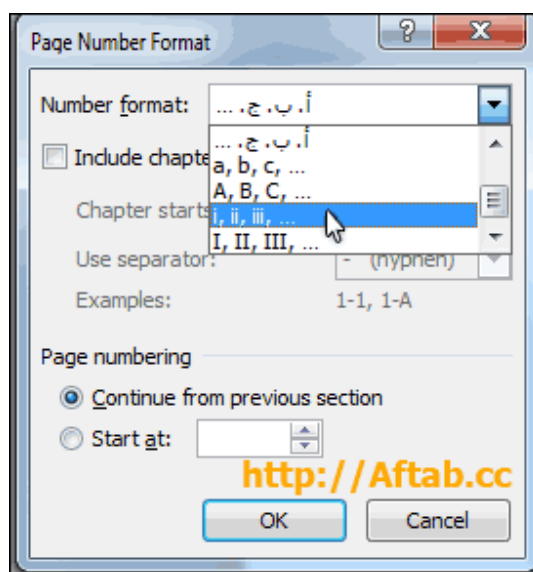 Page Number Format
Number format: أ. ب. ج. ...
أ. ب. ج. ...
Include chapte
a, b, c, ...
A, B, C, ...
Chapter starts
i, ii, iii, ...
I, II, III, ...
Use separator: - (hyphen)
Examples: 1-1, 1-A
Page numbering
Continue from previous section
Start at:
http://Aftab.cc
OK Cancel